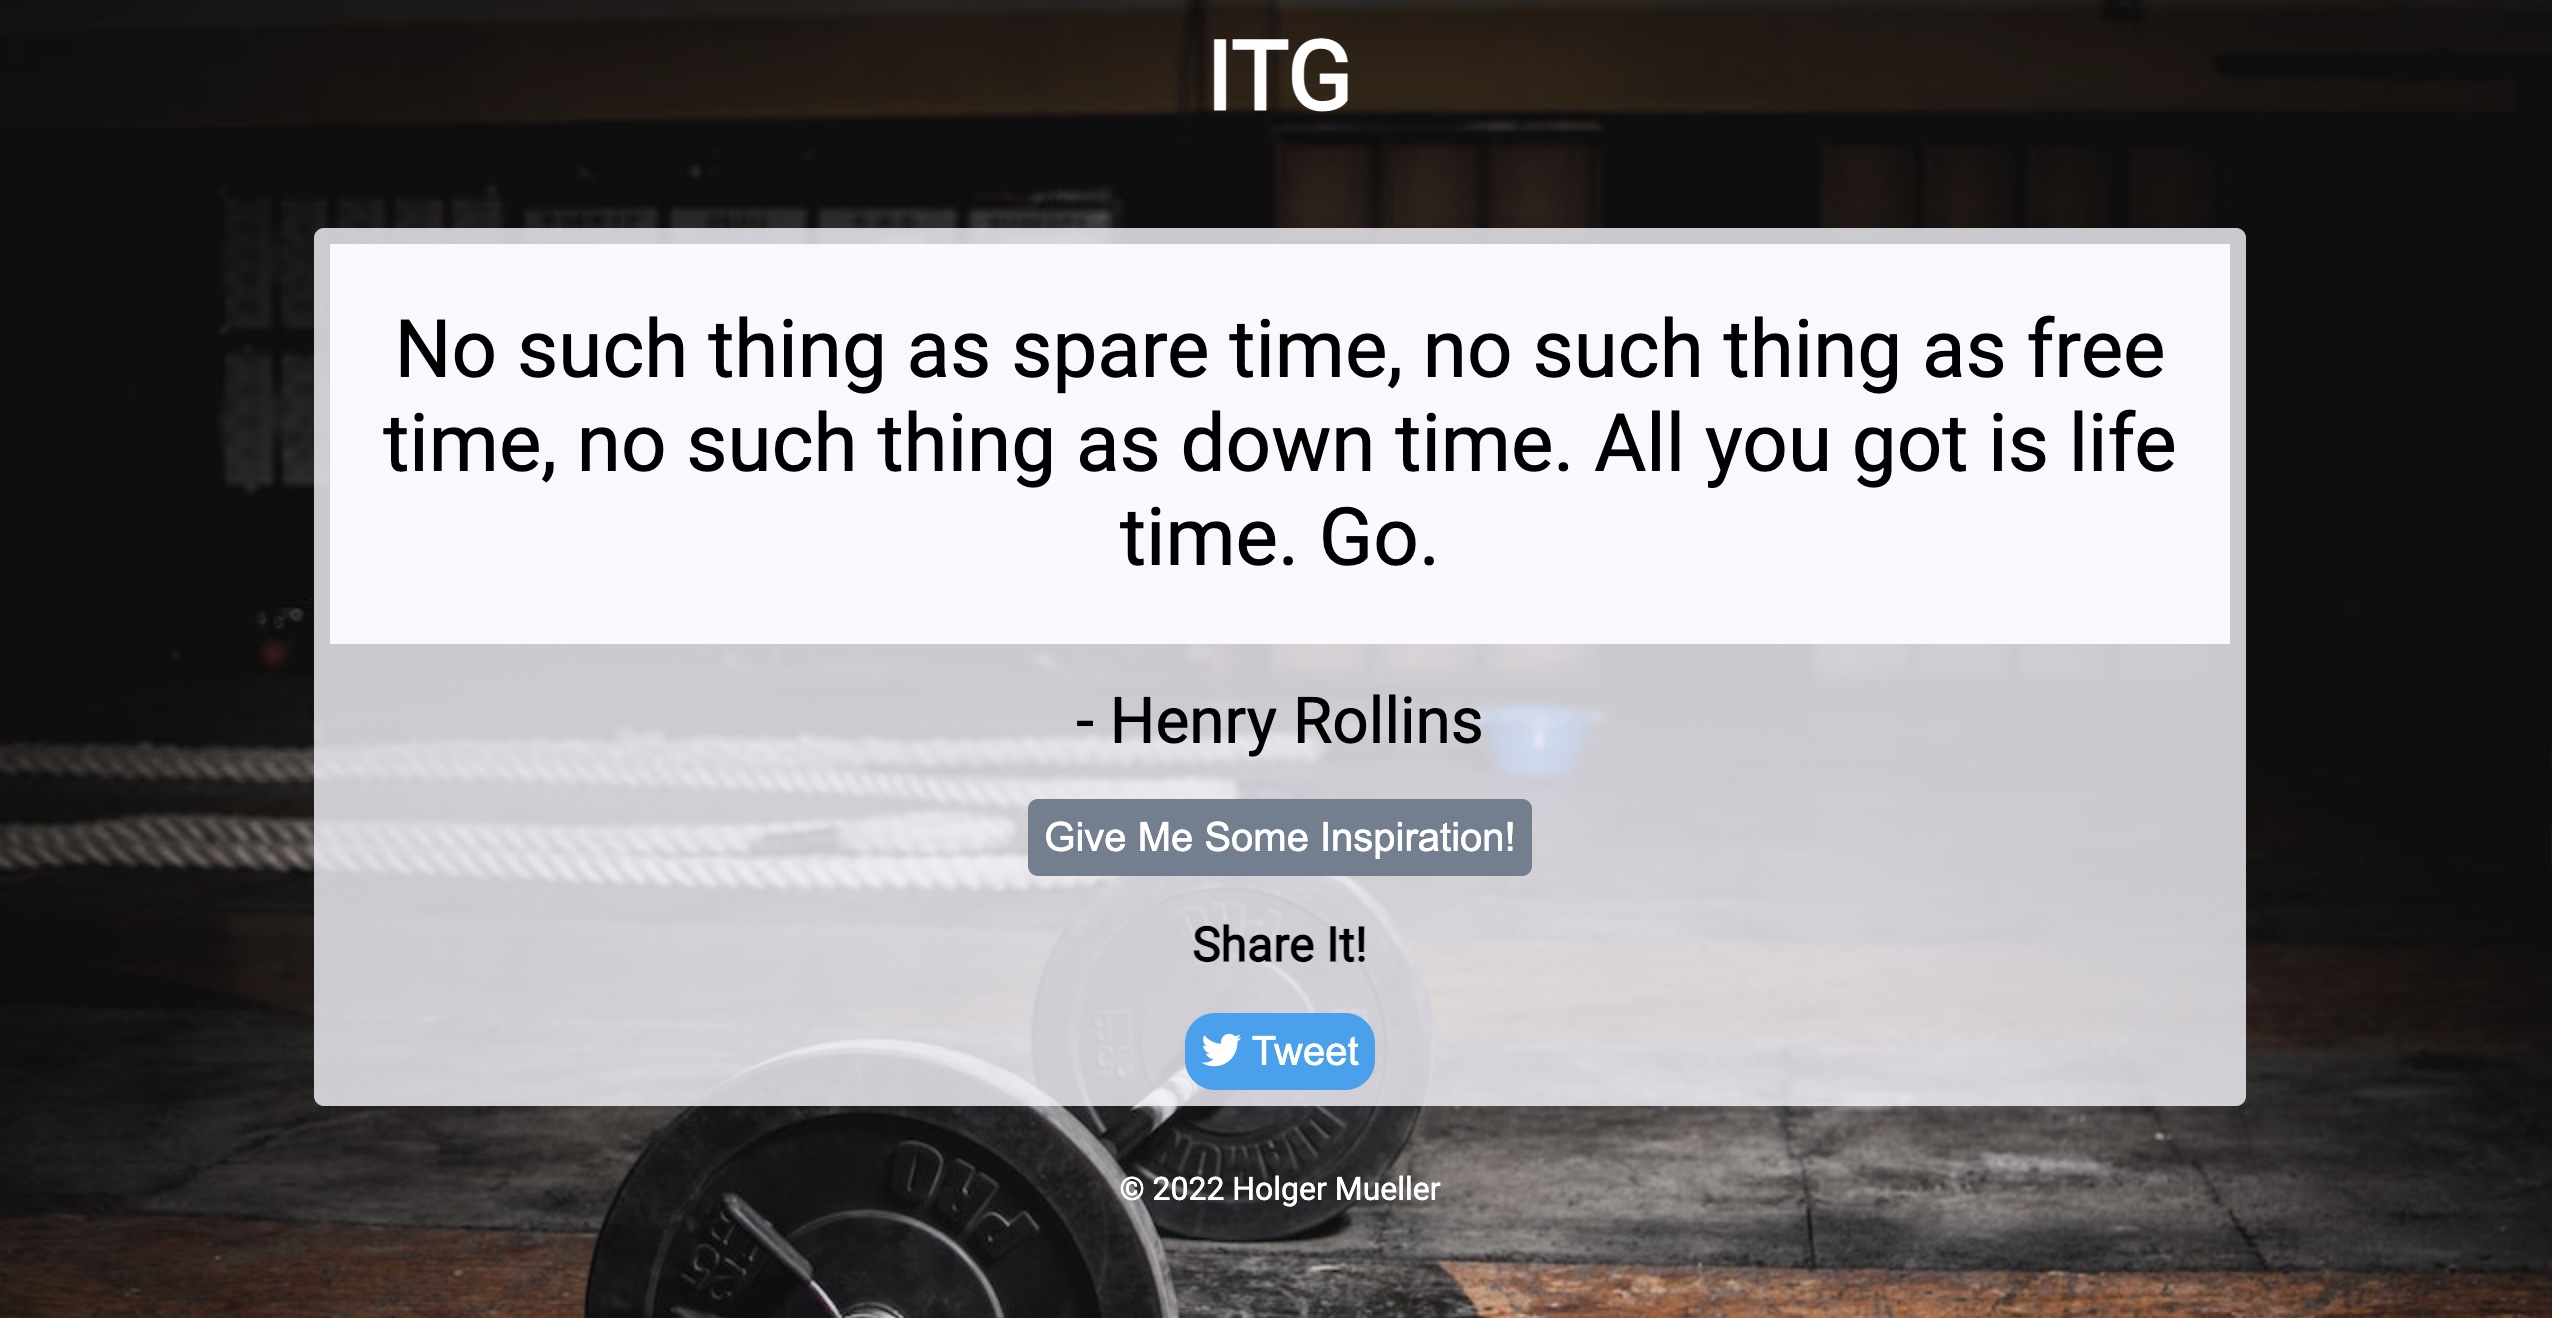 ITG
No such thing as spare time, no such thing as free
time, no such thing as down time. All you got is life
time. Go.
- Henry Rollins
Give Me Some Inspiration!
Share It!
Tweet
© 2022 Holger Mueller
PRO